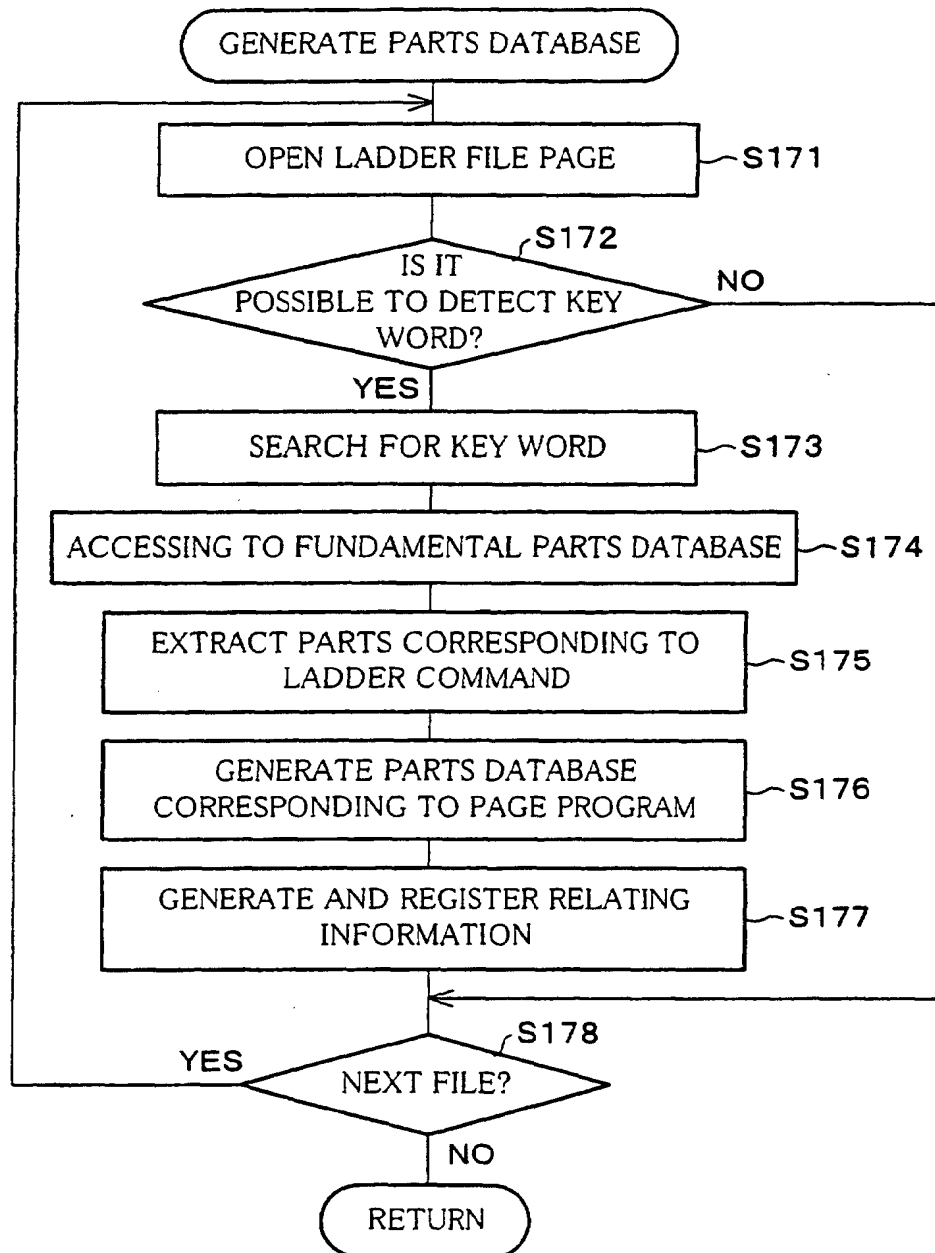 GENERATE PARTS DATABASE
OPEN LADDER FILE PAGE
S171
S172
IS IT
POSSIBLE TO DETECT KEY
WORD?
NO
YES
SEARCH FOR KEY WORD
S173
ACCESSING TO FUNDAMENTAL PARTS DATABASE
S174
EXTRACT PARTS CORRESPONDING TO
LADDER COMMAND
S175
GENERATE PARTS DATABASE
CORRESPONDING TO PAGE PROGRAM
S176
GENERATE AND REGISTER RELATING
INFORMATION
S177
S178
YES
NEXT FILE?
NO
RETURN